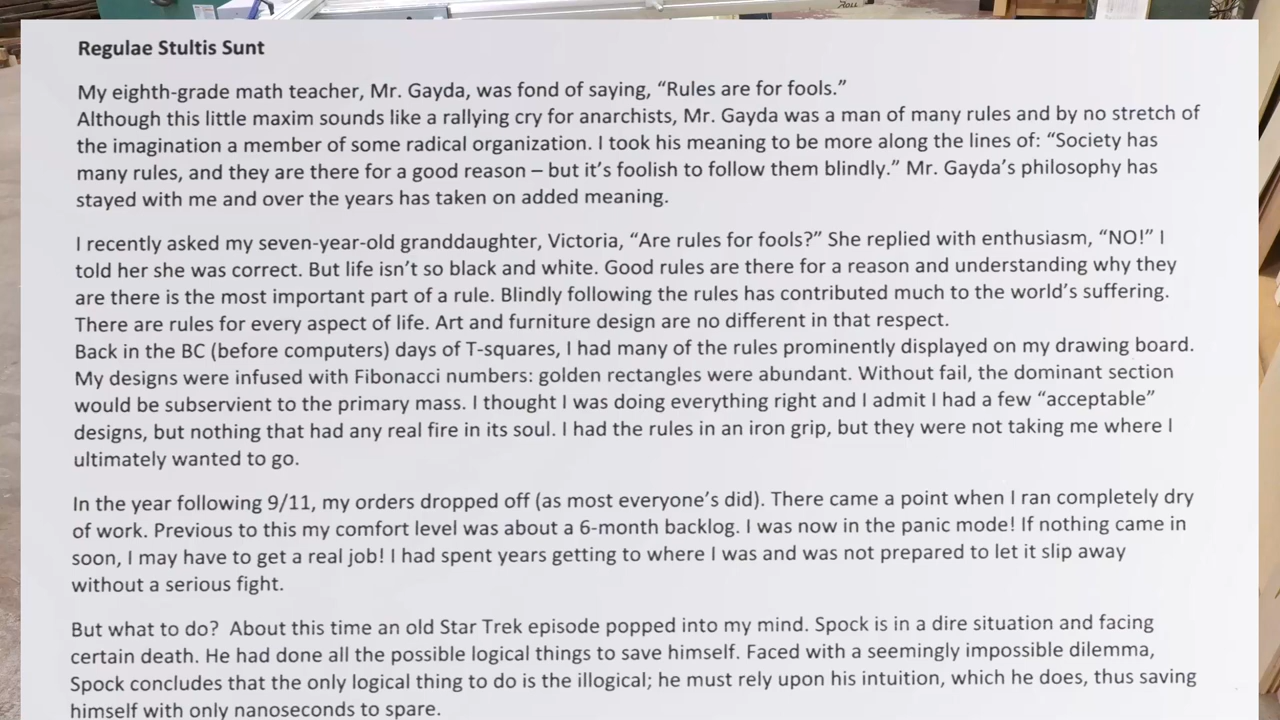 Roll
Regulae Stultis Sunt
My eighth-grade math teacher, Mr. Gayda, was fond of saying, “Rules are for fools.”
Although this little maxim sounds like a rallying cry for anarchists, Mr. Gayda was a man of many rules and by no stretch of
the imagination a member of some radical organization. I took his meaning to be more along the lines of: “Society has
many rules, and they are there for a good reason – but it’s foolish to follow them blindly.” Mr. Gayda’s philosophy has
stayed with me and over the years has taken on added meaning.
I recently asked my seven-year-old granddaughter, Victoria, “Are rules for fools?” She replied with enthusiasm, “NO!” I
told her she was correct. But life isn’t so black and white. Good rules are there for a reason and understanding why they
are there is the most important part of a rule. Blindly following the rules has contributed much to the world’s suffering.
There are rules for every aspect of life. Art and furniture design are no different in that respect.
Back in the BC (before computers) days of T-squares, I had many of the rules prominently displayed on my drawing board.
My designs were infused with Fibonacci numbers: golden rectangles were abundant. Without fail, the dominant section
would be subservient to the primary mass. I thought I was doing everything right and I admit I had a few “acceptable”
designs, but nothing that had any real fire in its soul. I had the rules in an iron grip, but they were not taking me where I
ultimately wanted to go.
In the year following 9/11, my orders dropped off (as most everyone’s did). There came a point when I ran completely dry
of work. Previous to this my comfort level was about a 6-month backlog. I was now in the panic mode! If nothing came in
soon, I may have to get a real job! I had spent years getting to where I was and was not prepared to let it slip away
without a serious fight.
But what to do?  About this time an old Star Trek episode popped into my mind. Spock is in a dire situation and facing
certain death. He had done all the possible logical things to save himself. Faced with a seemingly impossible dilemma,
Spock concludes that the only logical thing to do is the illogical; he must rely upon his intuition, which he does, thus saving
himself with only nanoseconds to spare.